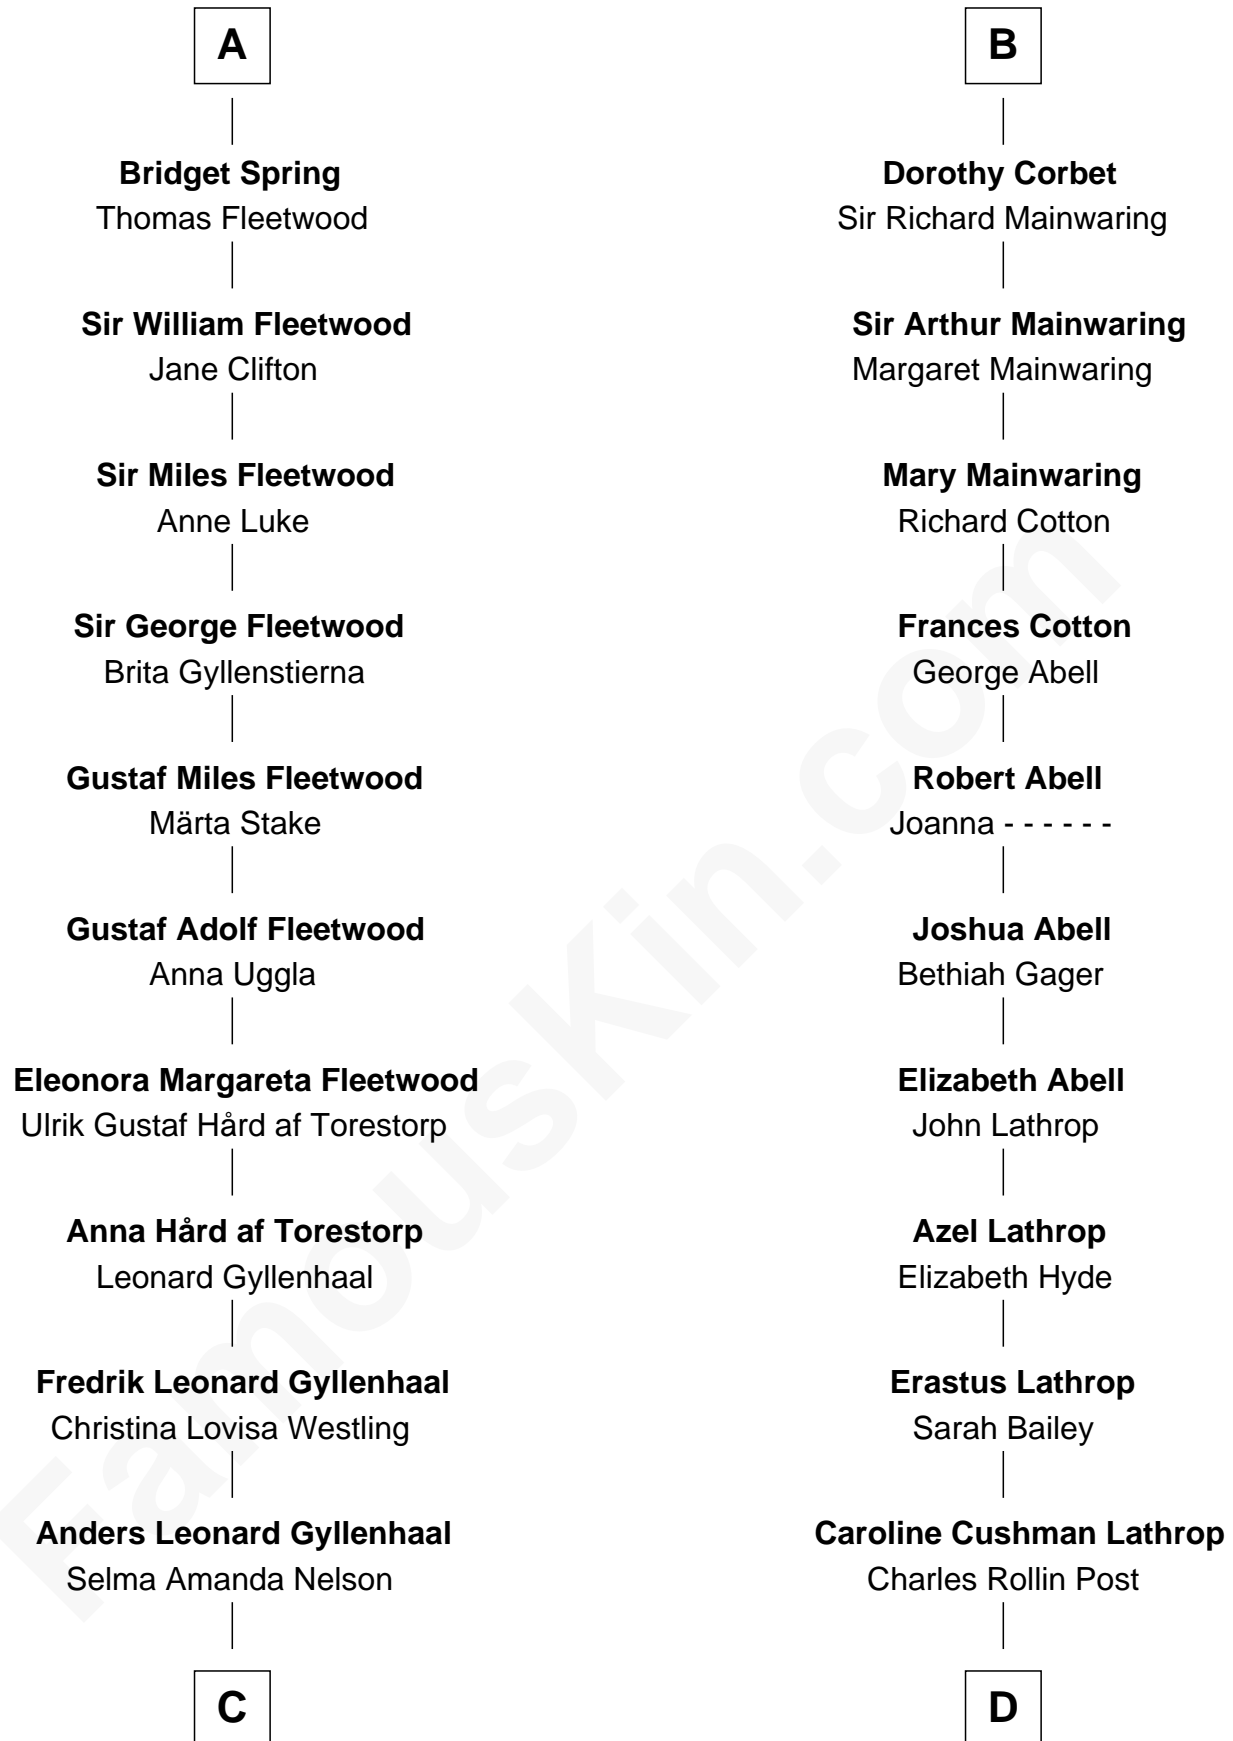 A
Bridget Spring
Thomas Fleetwood
Sir William Fleetwood
Jane Clifton
Sir Miles Fleetwood
Anne Luke
Sir George Fleetwood
Brita Gyllenstierna
Gustaf Miles Fleetwood
Märta Stake
Gustaf Adolf Fleetwood
Anna Uggla
Eleonora Margareta Fleetwood
Ulrik Gustaf Hård af Torestorp
Anna Hård af Torestorp
Leonard Gyllenhaal
Fredrik Leonard Gyllenhaal
Christina Lovisa Westling
Anders Leonard Gyllenhaal
Selma Amanda Nelson
C
B
Dorothy Corbet
Sir Richard Mainwaring
Sir Arthur Mainwaring
Margaret Mainwaring
Mary Mainwaring
Richard Cotton
Frances Cotton
George Abell
Robert Abell
Joanna - - - - - -
Joshua Abell
Bethiah Gager
Elizabeth Abell
John Lathrop
Azel Lathrop
Elizabeth Hyde
Erastus Lathrop
Sarah Bailey
Caroline Cushman Lathrop
Charles Rollin Post
D
FamousKin.com